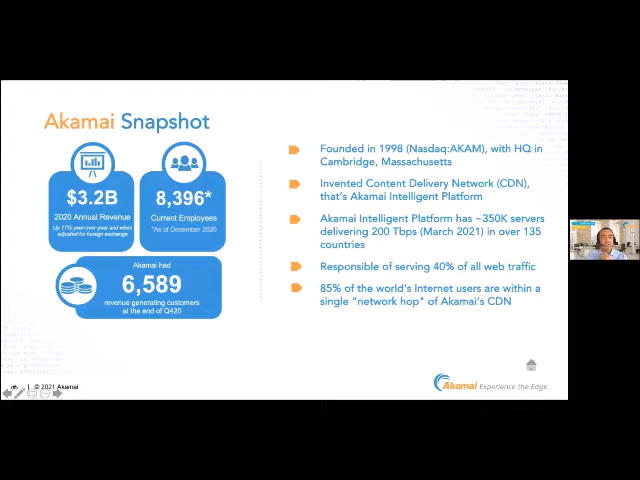 Akamai Snapshot
$3.2B
2020 Annual Revenue
Up 11% year-over-year and when
adjusted for foreign exchange
8,396*
Current Employees
*As of December 2020
Akamai had
6,589
revenue generating customers
at the end of Q420
Founded in 1998 (Nasdaq:AKAM), with HQ in
Cambridge, Massachusetts
Invented Content Delivery Network (CDN),
that's Akamai Intelligent Platform
Akamai Intelligent Platform has ~350K servers
delivering 200 Tbps (March 2021) in over 135
countries
Responsible of serving 40% of all web traffic
85% of the world's Internet users are within a
single "network hop" of Akamai's CDN
| © 2021 Akamai
Akamai Experience the Edge